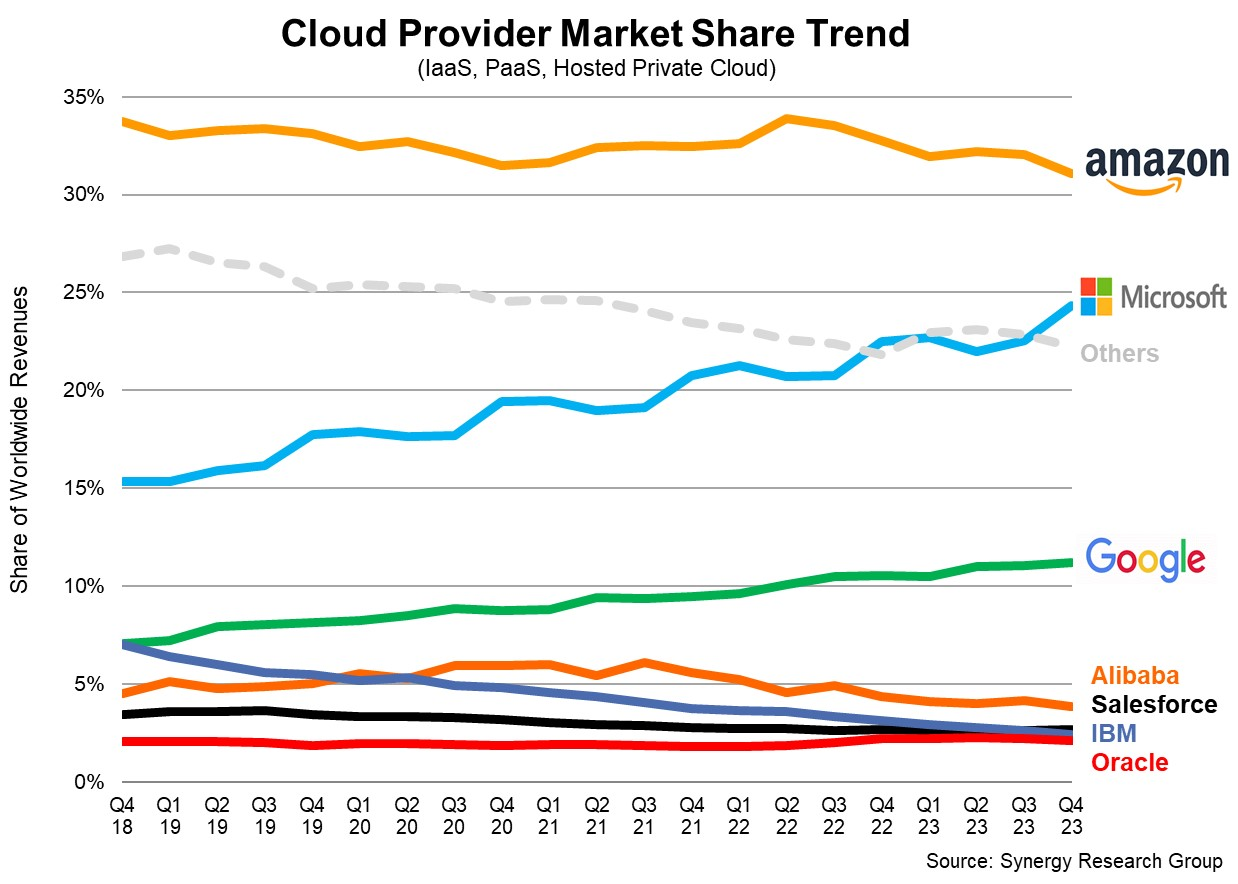 Cloud Provider Market Share Trend
(IaaS, PaaS, Hosted Private Cloud)
Share of Worldwide Revenues
35%
30%
25%
20%
15%
10%
5%
0%
amazon
Microsoft
Others
Google
Alibaba
Salesforce
IBM
Oracle
Q4 Q1 Q2 Q3 Q4 Q1 Q2 Q3 Q4 Q1 Q2 Q3 Q4 Q1 Q2 Q3 Q4 Q1 Q2 Q3 Q4
18 19 19 19 19 20 20 20 20 21 21 21 21 22 22 22 22 23 23 23 23
Source: Synergy Research Group